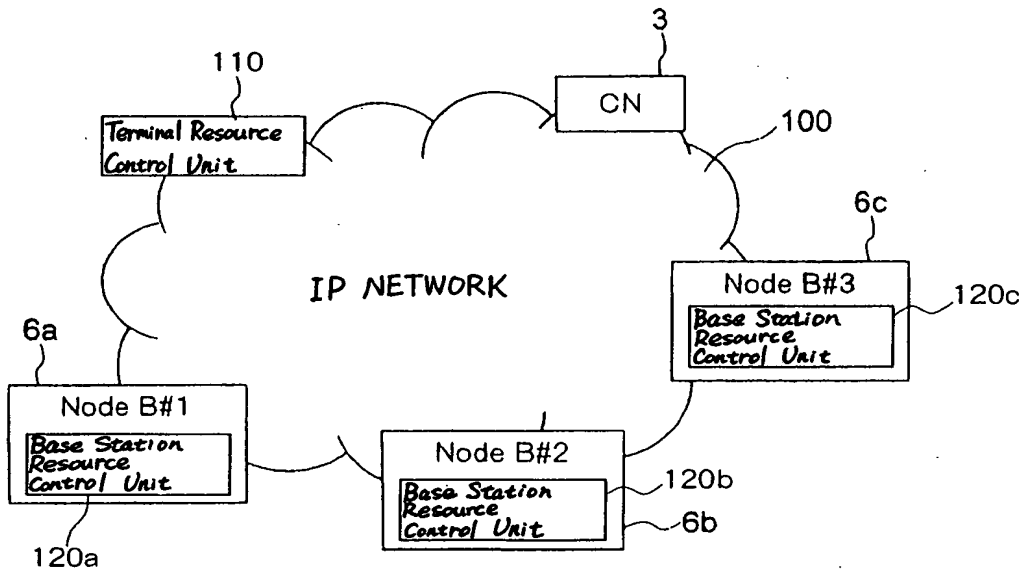 3
110
CN
Terminal Resource
Control Unit
100
6c
IP NETWORK
Node B#3
120c
Base Station
Resource
Control Unit
6a
Node B#1
Base Station
Resource
Control Unit
Node B#2
120b
Base Station
Resource
Control Unit
6b
120a